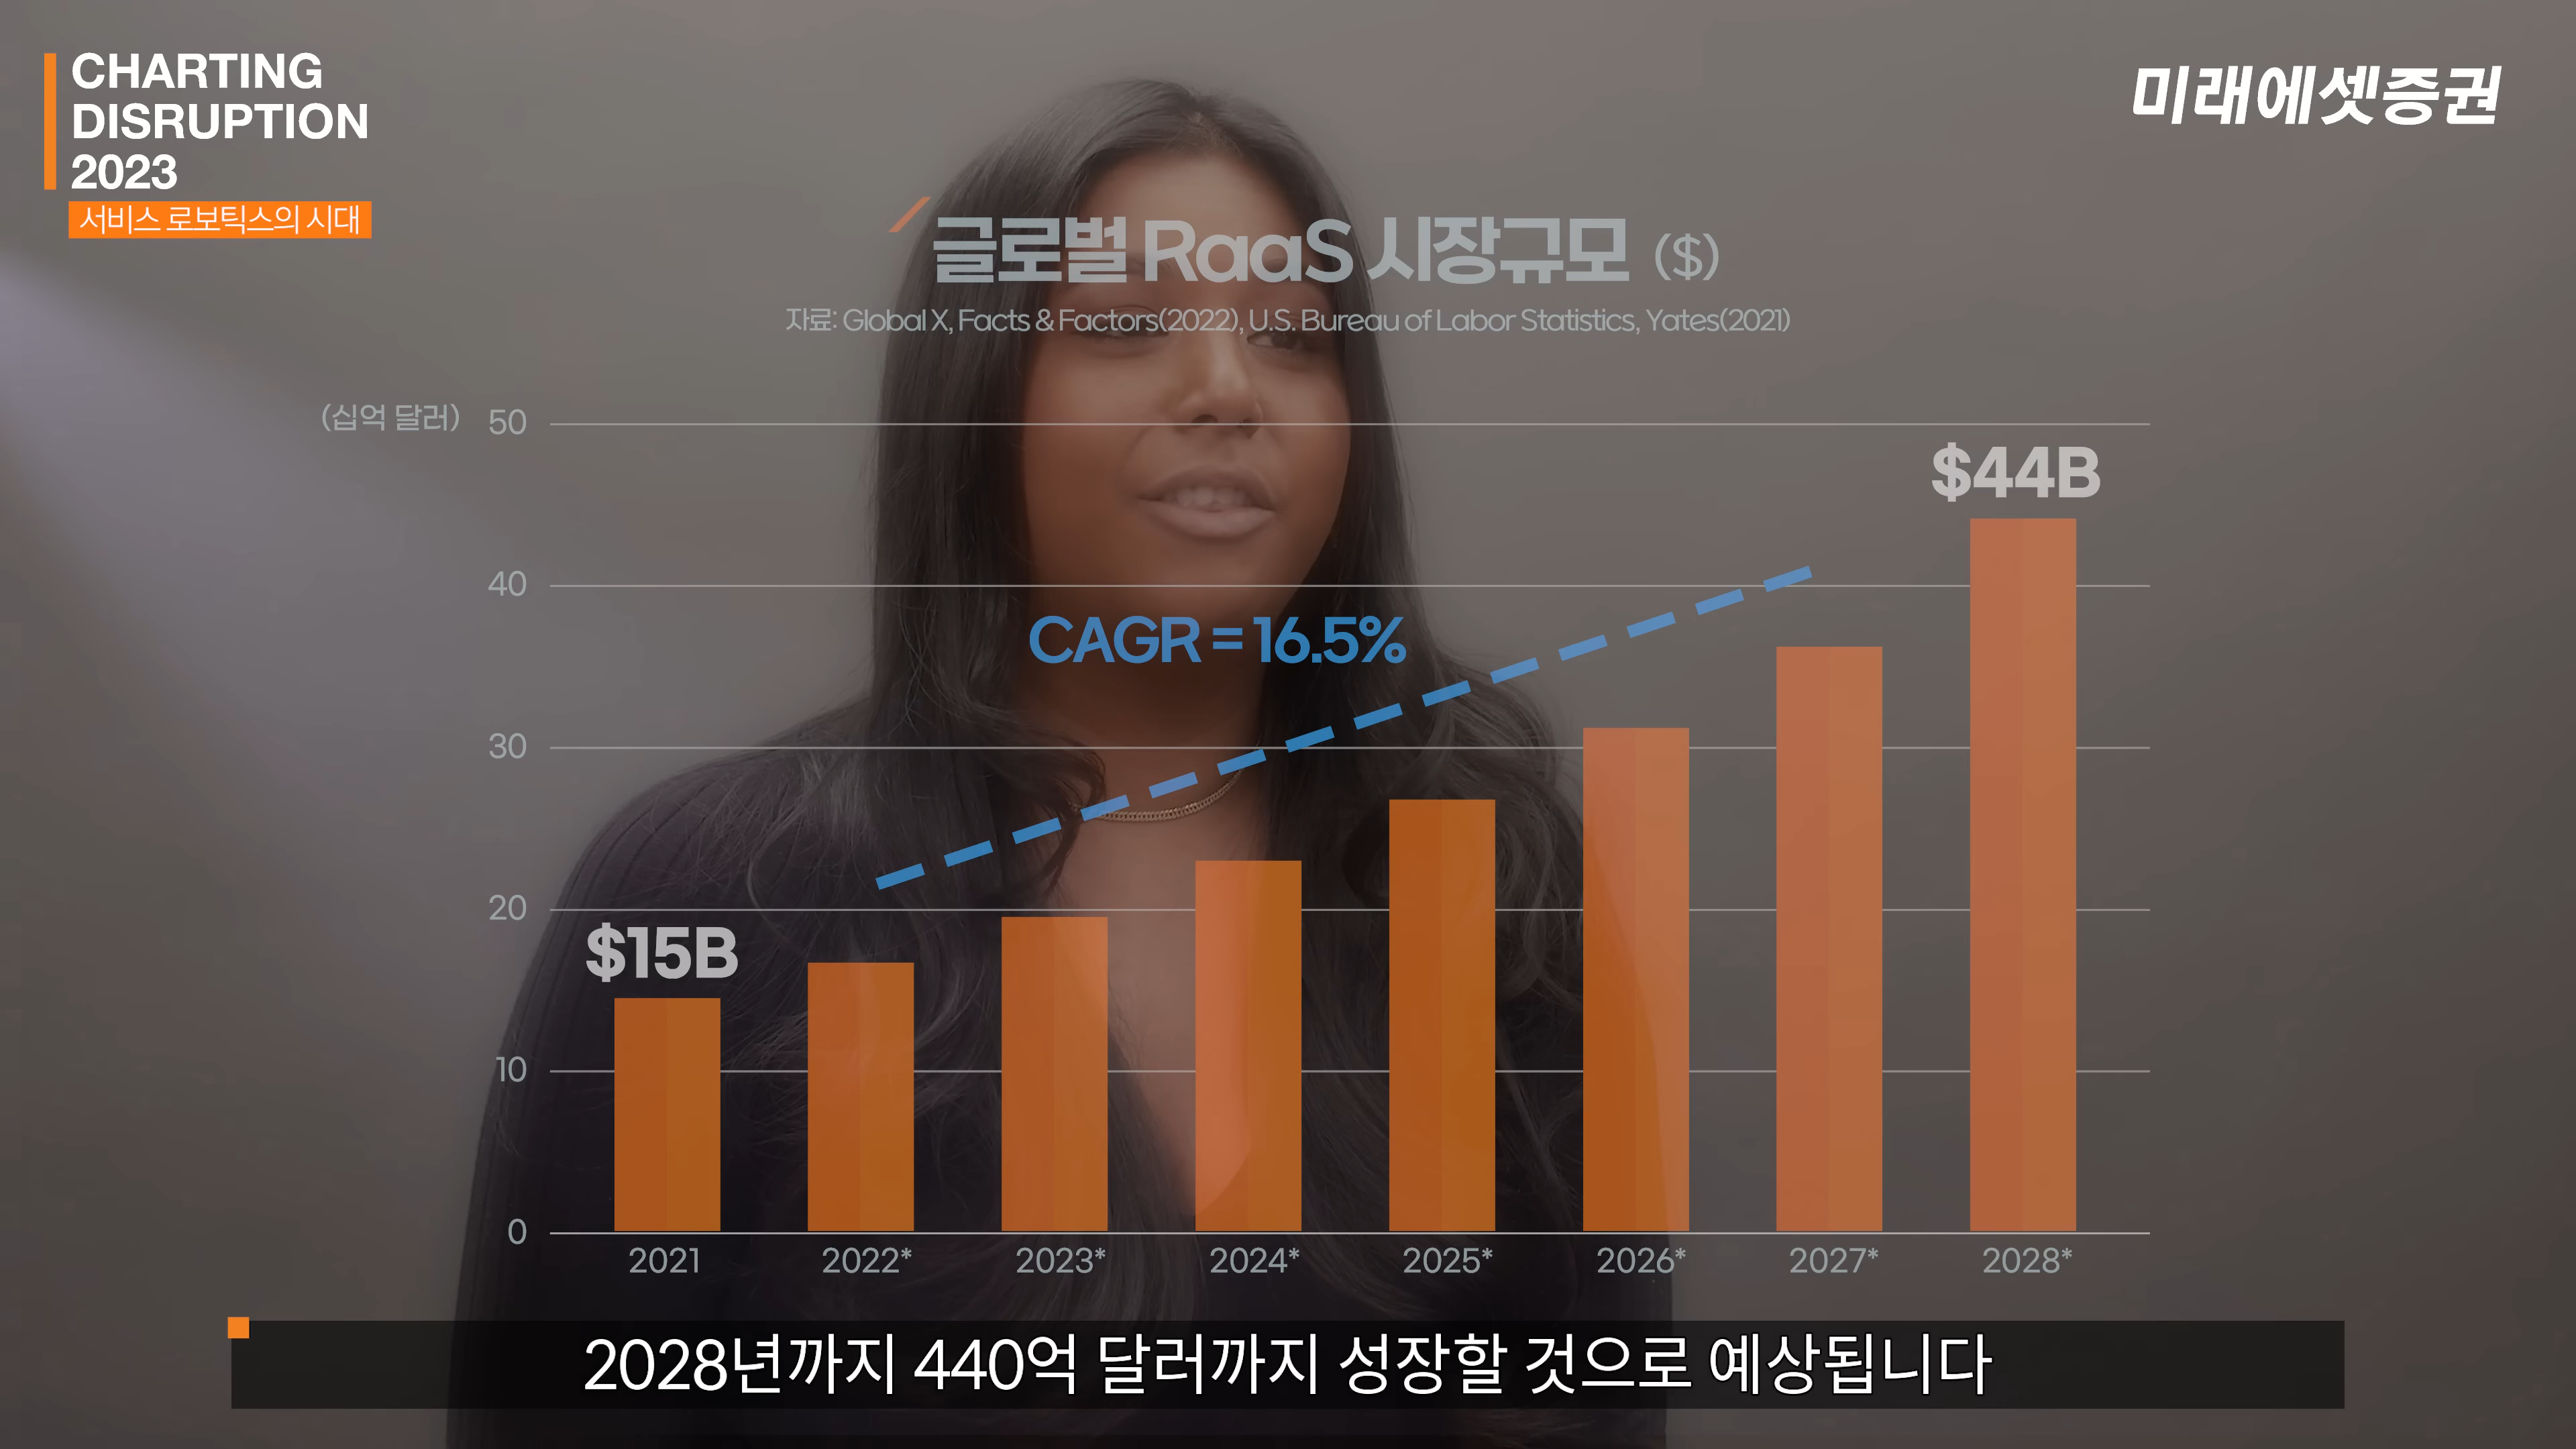 CHARTING
DISRUPTION
2023
서비스 로보틱스의 시대
미래에셋증권
글로벌 RaaS 시장규모 ($)
자료: Global X, Facts & Factors(2022), U.S. Bureau of Labor Statistics, Yates(2021)
(십억 달러)
50
40
30
20
10
0
$44B
CAGR = 16.5%
$15B
2021 2022* 2023* 2024* 2025* 2026* 2027* 2028*
2028년까지 440억 달러까지 성장할 것으로 예상됩니다